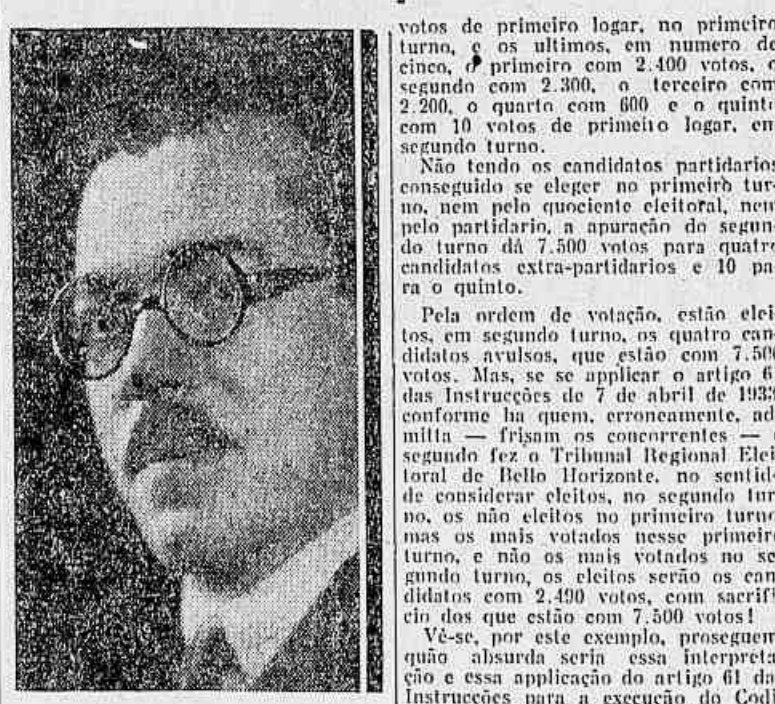 votos de primeiro logar, no primeiro
turno, e os ultimos, em numero de
cinco, o primeiro com 2.400 votos, o
segundo com 2.300, o terceiro com
2.200, o quarto com 600 e o quinto
com 10 votos de primeiro logar, em
segundo turno.
Não tendo os candidatos partidarios
conseguido se eleger no primeiro tur-
no, nem pelo quociente eleitoral, nem
pelo partidario, a apuração do segun-
do turno dá 7.500 votos para quatro
candidatos extra-partidarios e 10 pa-
ra o quinto.
Pela ordem de votação, estão elei-
tos, em segundo turno, os quatro can-
didatos avulsos, que estão com 7.500
votos. Mas, se se applicar o artigo 61
das Instrucções de 7 de abril de 1933
conforme ha quem, erroneamente, ad-
mitta — frisam os concorrentes —
segundo fez o Tribunal Regional Elei-
toral de Bello Horizonte, no sentido
de considerar eleitos, no segundo tur-
no, os não eleitos no primeiro turno
mas os mais votados nesse primeiro
turno, e não os mais votados no se-
gundo turno, os eleitos serão os can-
didatos com 2.490 votos, com sacrifi-
cio dos que estão com 7.500 votos!
Vê-se, por este exemplo, proseguem
quão absurda seria essa interpreta-
ção e essa applicação do artigo 61 das
Instrucções para a execução do Codi